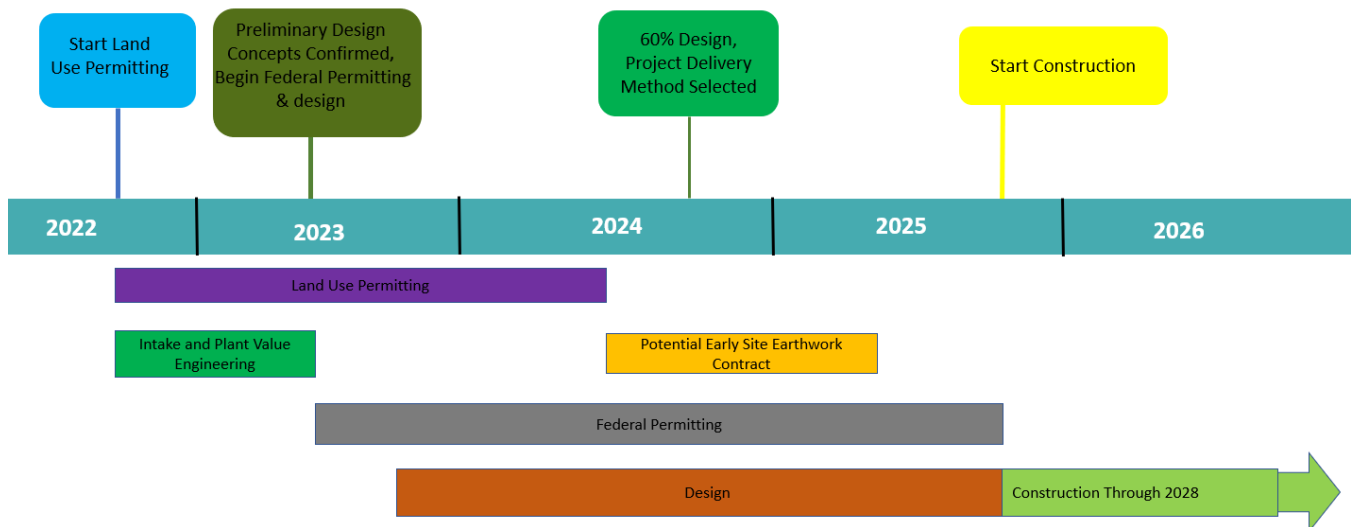 Start Land
Use Permitting
Preliminary Design
Concepts Confirmed,
Begin Federal Permitting
& design
60% Design,
Project Delivery
Method Selected
Start Construction
2022
2023
2024
2025
2026
Land Use Permitting
Intake and Plant Value
Engineering
Potential Early Site Earthwork
Contract
Federal Permitting
Design
Construction Through 2028